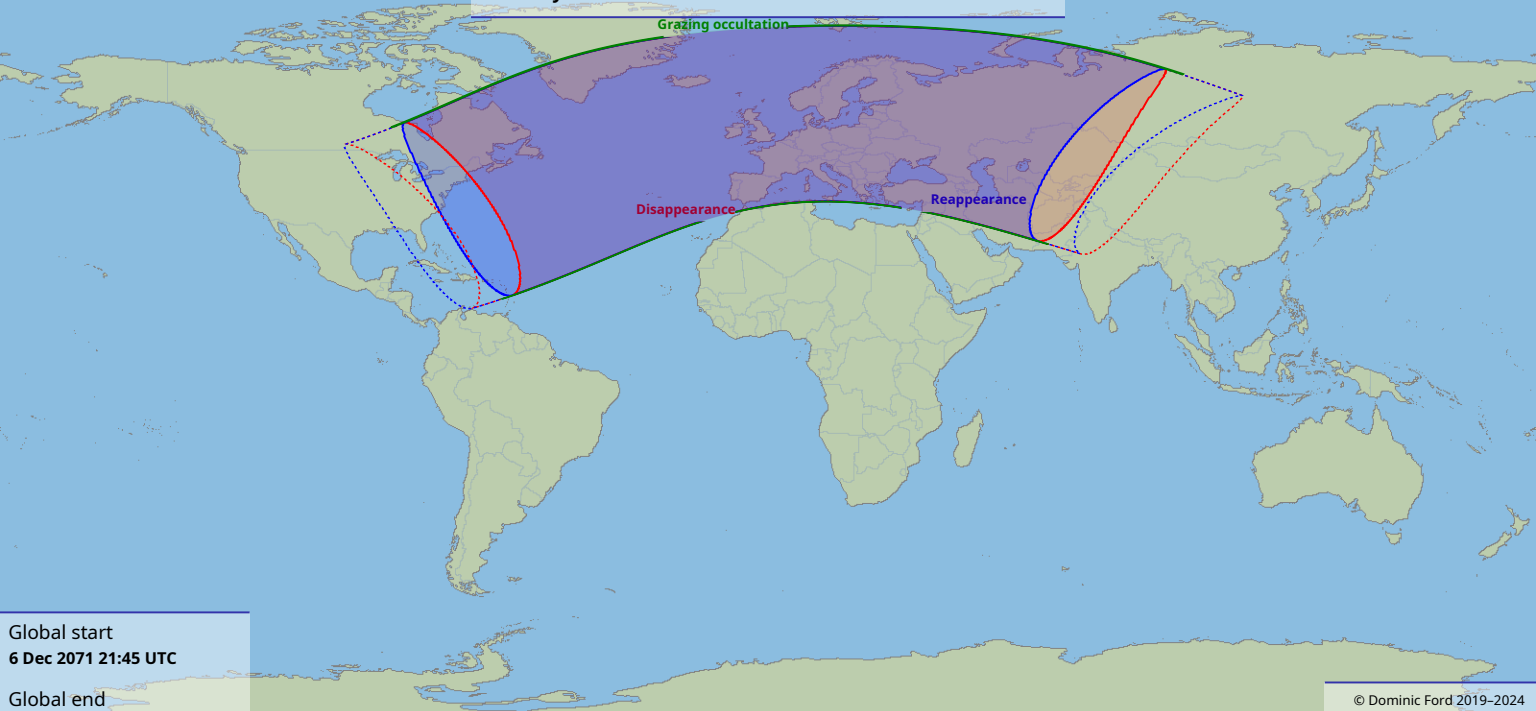 Grazing occultation
Reappearance
Disappearance
Global start
6 Dec 2071 21:45 UTC
Global end
© Dominic Ford 2019–2024